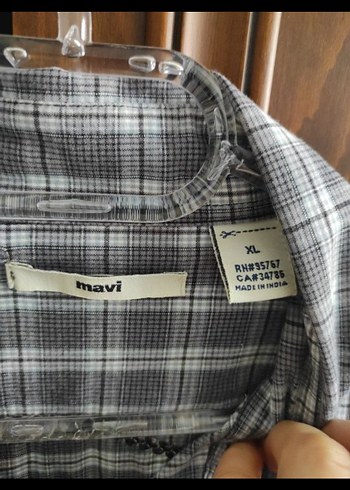 mavi
XL
RN#95767
CA#34785
MADE IN INDIA